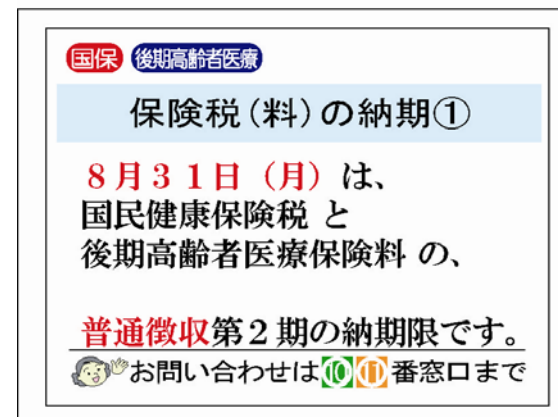 国保 後期高齢者医療
保険税(料)の納期①
8月31日(月)は、
国民健康保険税 と
後期高齢者医療保険料 の、
普通徴収第2期の納期限です。
お問い合わせは⑩⑪番窓口まで